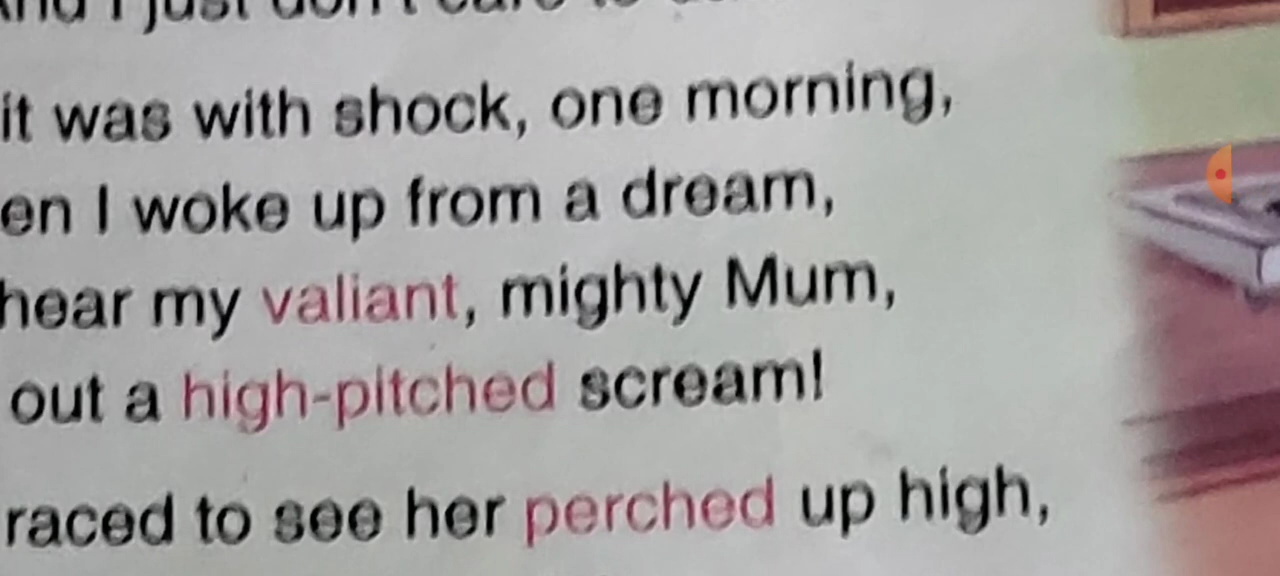 it was with shock, one morning,
en I woke up from a dream,
hear my valiant, mighty Mum,
out a high-pitched scream!
raced to see her perched up high,